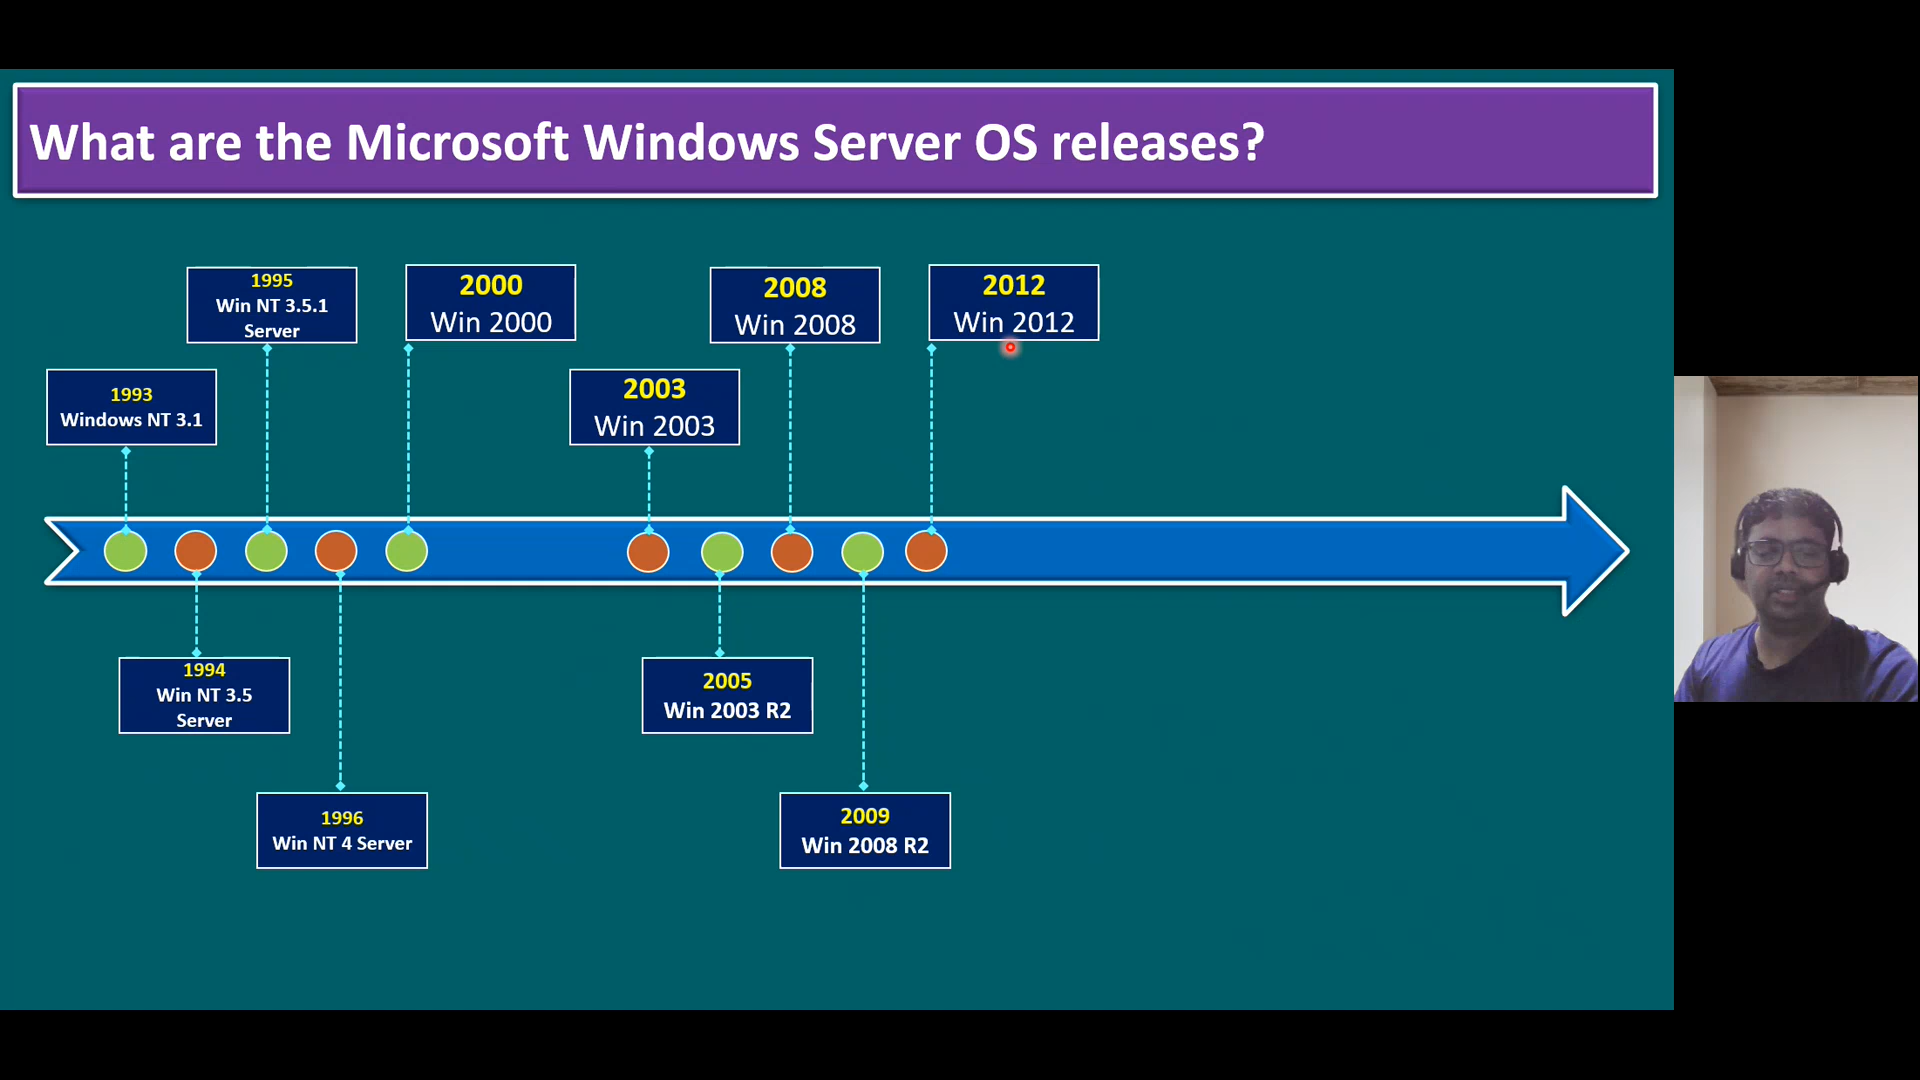 What are the Microsoft Windows Server OS releases?
1993
Windows NT 3.1
1994
Win NT 3.5
Server
1995
Win NT 3.5.1
Server
1996
Win NT 4 Server
2000
Win 2000
2003
Win 2003
2005
Win 2003 R2
2008
Win 2008
2009
Win 2008 R2
2012
Win 2012